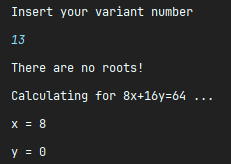 Insert your variant number
13
There are no roots!
Calculating for 8x+16y=64 ...
x = 8
y = 0